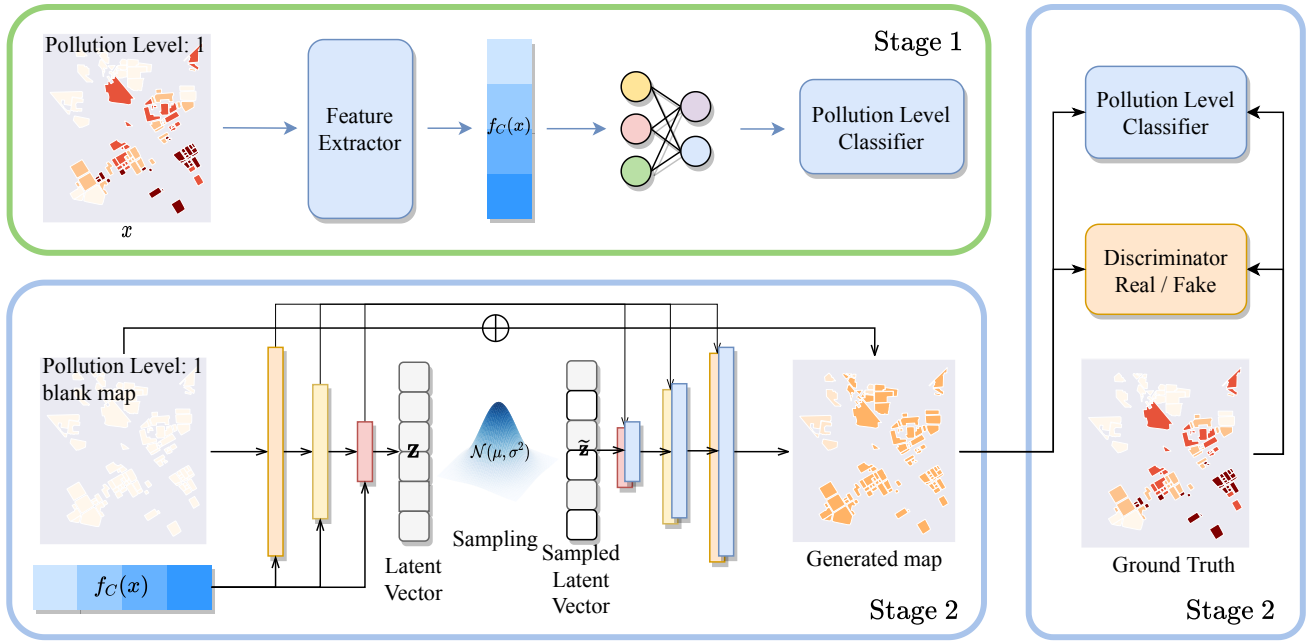 Stage 1
Pollution Level: 1
x
Feature
Extractor
f_C(x)
Pollution Level
Classifier
Pollution Level: 1
blank map
f_C(x)
z
Latent
Vector
N(μ, σ²)
Sampling
z̃
Sampled
Latent
Vector
Generated map
Stage 2
Pollution Level
Classifier
Discriminator
Real / Fake
Ground Truth
Stage 2